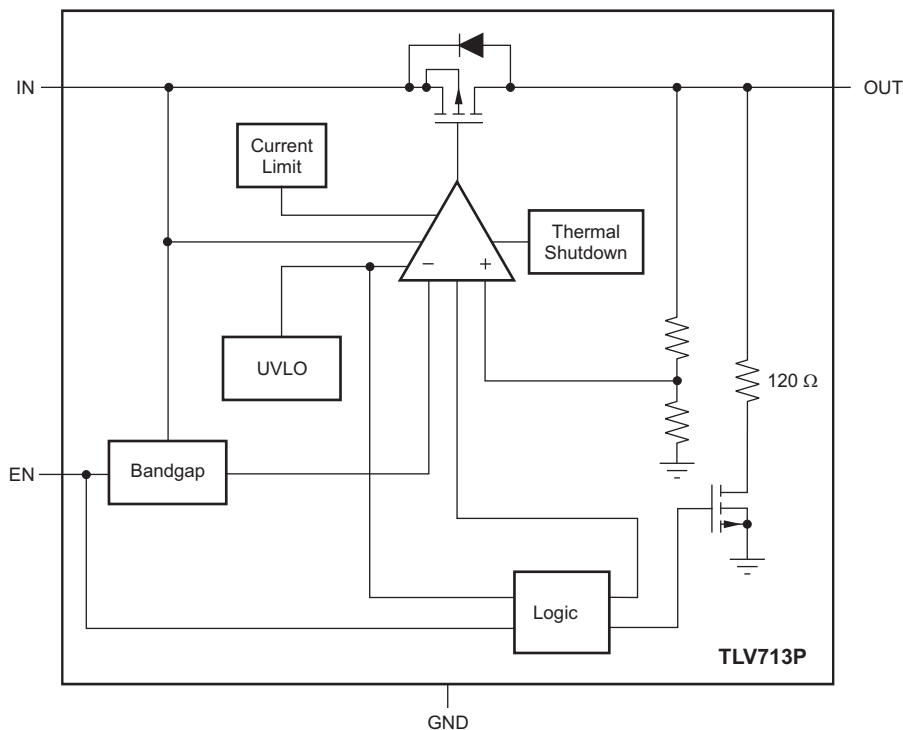 IN
OUT
Current
Limit
Thermal
Shutdown
−
+
UVLO
120 Ω
EN
Bandgap
Logic
TLV713P
GND